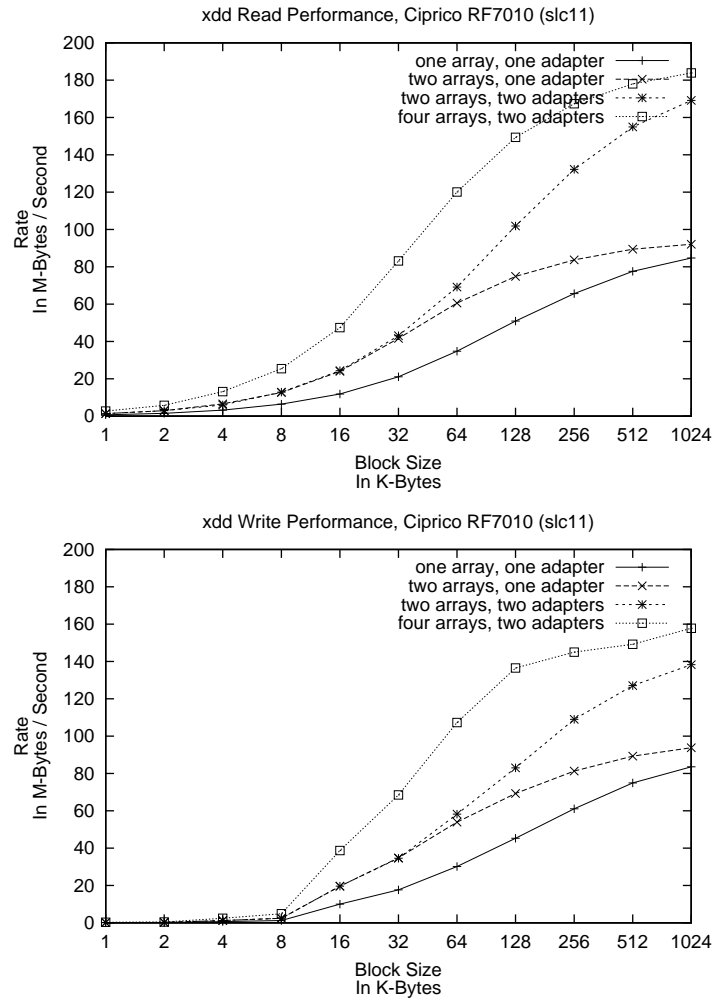 xdd Read Performance, Ciprico RF7010 (slc11)
200
180
160
140
120
100
80
60
40
20
0
Rate
In M-Bytes / Second
one array, one adapter
two arrays, one adapter
two arrays, two adapters
four arrays, two adapters
1 2 4 8 16 32 64 128 256 512 1024
Block Size
In K-Bytes
xdd Write Performance, Ciprico RF7010 (slc11)
200
180
160
140
120
100
80
60
40
20
0
Rate
In M-Bytes / Second
one array, one adapter
two arrays, one adapter
two arrays, two adapters
four arrays, two adapters
1 2 4 8 16 32 64 128 256 512 1024
Block Size
In K-Bytes